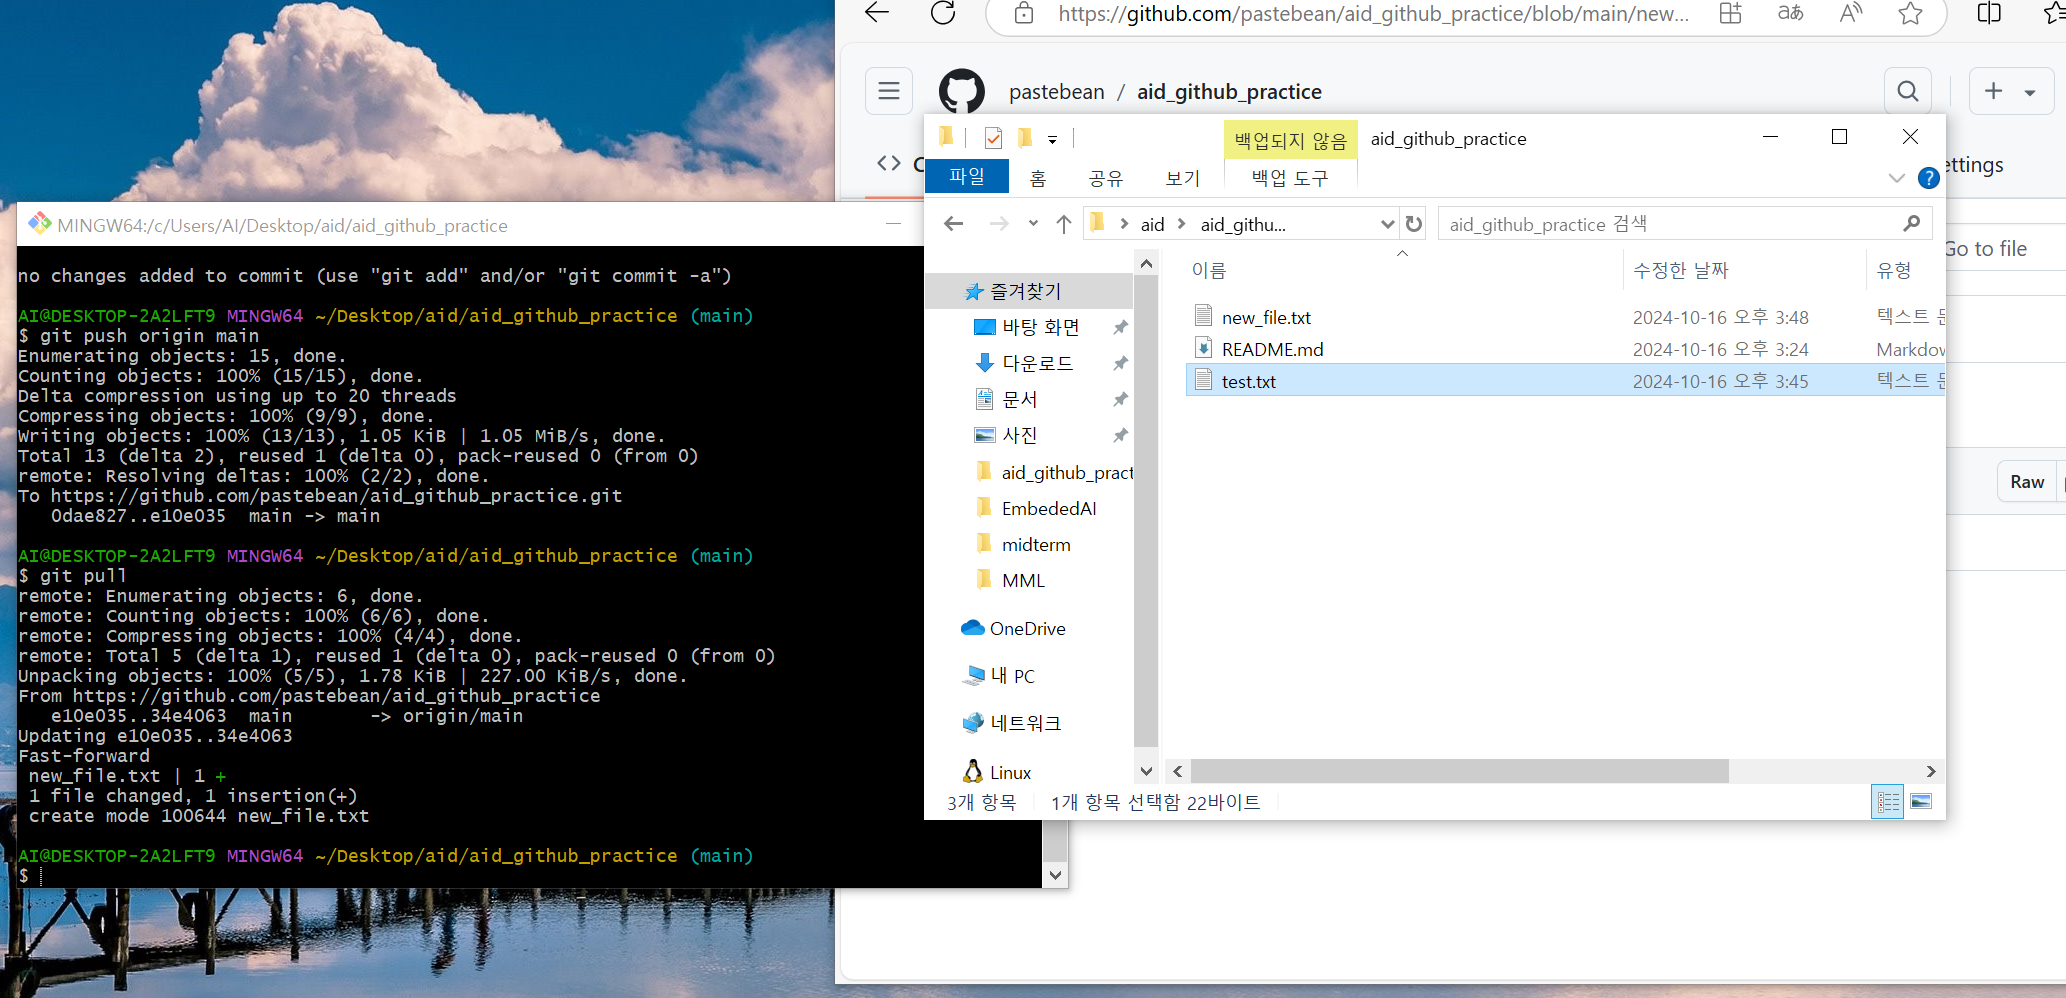 https://github.com/pastebean/aid_github_practice/blob/main/new...
pastebean / aid_github_practice
ettings
Go to file
Raw
MINGW64:/c/Users/AI/Desktop/aid/aid_github_practice
no changes added to commit (use "git add" and/or "git commit -a")
AI@DESKTOP-2A2LFT9 MINGW64 ~/Desktop/aid/aid_github_practice (main)
$ git push origin main
Enumerating objects: 15, done.
Counting objects: 100% (15/15), done.
Delta compression using up to 20 threads
Compressing objects: 100% (9/9), done.
Writing objects: 100% (13/13), 1.05 KiB | 1.05 MiB/s, done.
Total 13 (delta 2), reused 1 (delta 0), pack-reused 0 (from 0)
remote: Resolving deltas: 100% (2/2), done.
To https://github.com/pastebean/aid_github_practice.git
   0dae827..e10e035  main -> main
AI@DESKTOP-2A2LFT9 MINGW64 ~/Desktop/aid/aid_github_practice (main)
$ git pull
remote: Enumerating objects: 6, done.
remote: Counting objects: 100% (6/6), done.
remote: Compressing objects: 100% (4/4), done.
remote: Total 5 (delta 1), reused 1 (delta 0), pack-reused 0 (from 0)
Unpacking objects: 100% (5/5), 1.78 KiB | 227.00 KiB/s, done.
From https://github.com/pastebean/aid_github_practice
   e10e035..34e4063  main       -> origin/main
Updating e10e035..34e4063
Fast-forward
 new_file.txt | 1 +
 1 file changed, 1 insertion(+)
 create mode 100644 new_file.txt
AI@DESKTOP-2A2LFT9 MINGW64 ~/Desktop/aid/aid_github_practice (main)
$
백업되지 않음 aid_github_practice
파일 홈 공유 보기 백업 도구
aid > aid_githu... aid_github_practice 검색
즐겨찾기
바탕 화면
다운로드
문서
사진
aid_github_pract
EmbededAI
midterm
MML
OneDrive
내 PC
네트워크
Linux
이름 수정한 날짜 유형
new_file.txt 2024-10-16 오후 3:48 텍스트 문
README.md 2024-10-16 오후 3:24 Markdow
test.txt 2024-10-16 오후 3:45 텍스트 문
3개 항목 1개 항목 선택함 22바이트